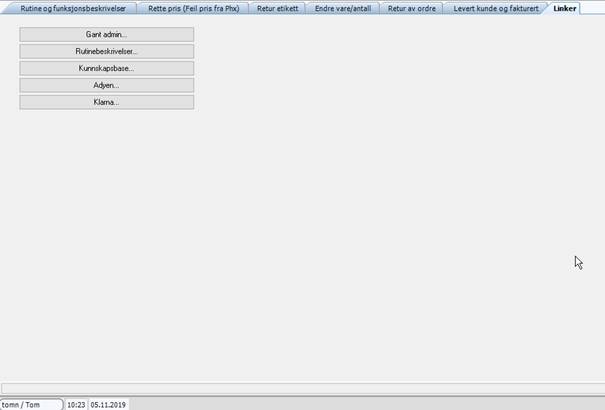 Rutine og funksjonsbeskrivelser Rette pris (Feil pris fra Phx) Retur etikett Endre vare/antall Retur av ordre Levert kunde og fakturert Linker
Gant admin...
Rutinebeskrivelser...
Kunnskapsbase...
Adyen...
Klarna...
tomn / Tom 10:23 05.11.2019